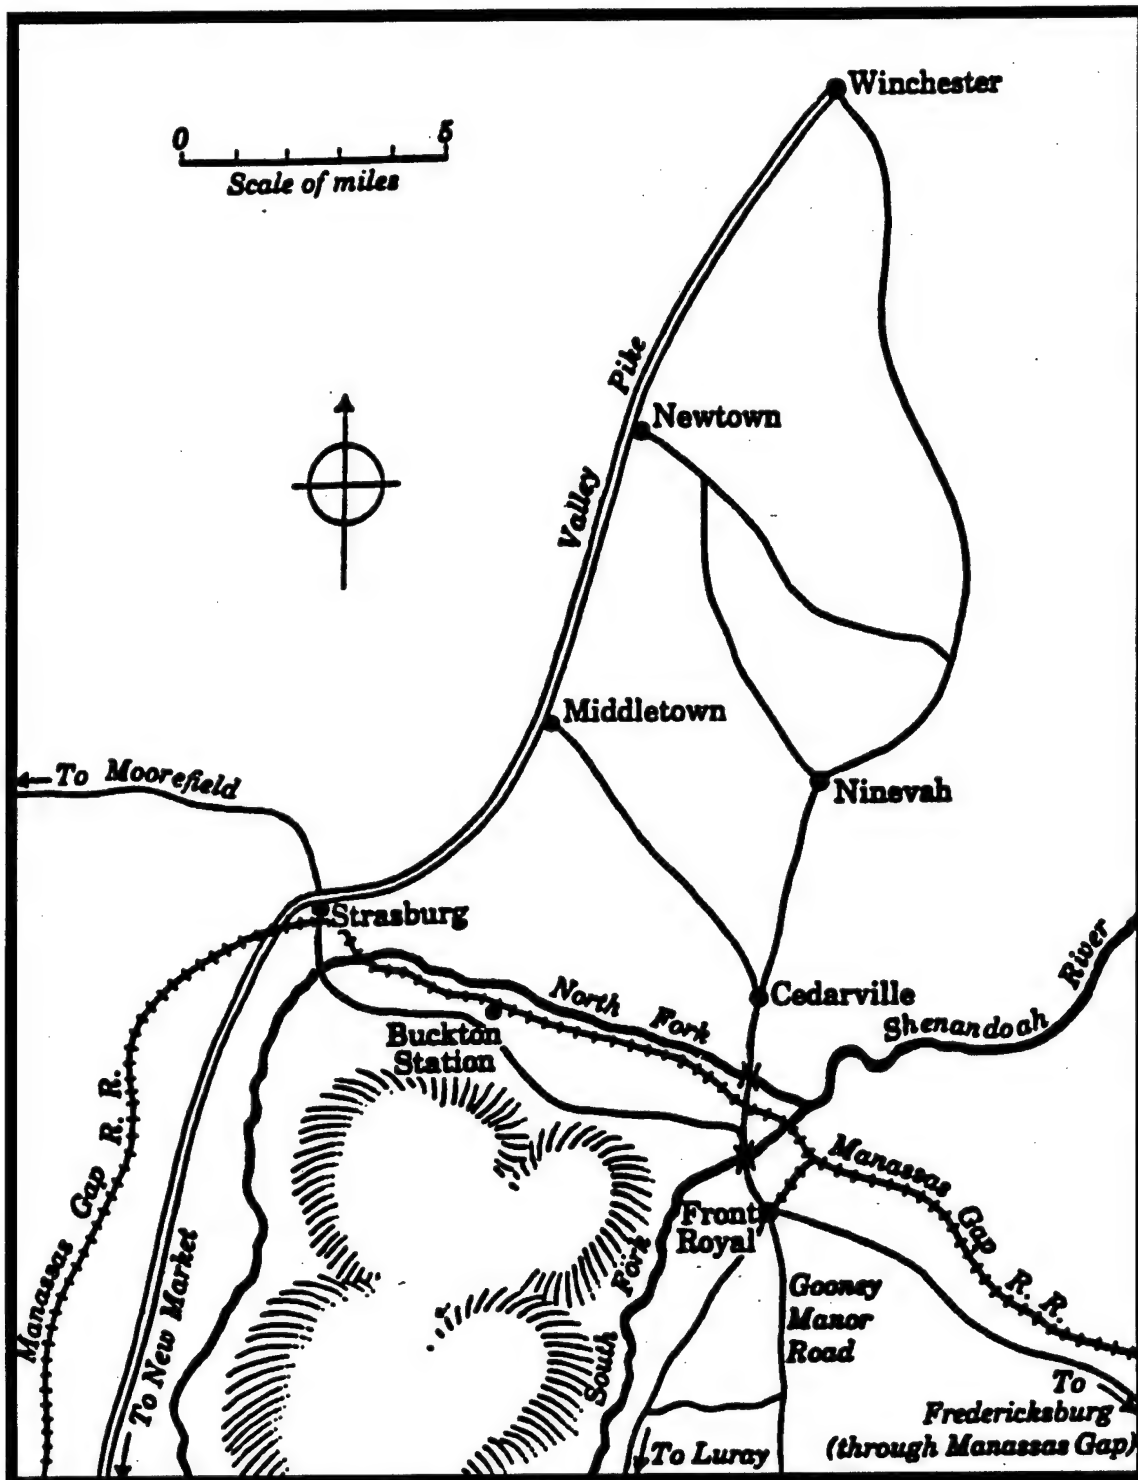 Winchester
0 5
Scale of miles
Valley Pike
Newtown
Middletown
To Moorefield
Ninevah
Strasburg
North Fork
Cedarville
Shenandoah River
Buckton
Station
Manassas Gap R. R.
Manassas Gap R. R.
Front
Royal
South Fork
To New Market
Gooney
Manor
Road
To
Fredericksburg
(through Manassas Gap)
To Luray